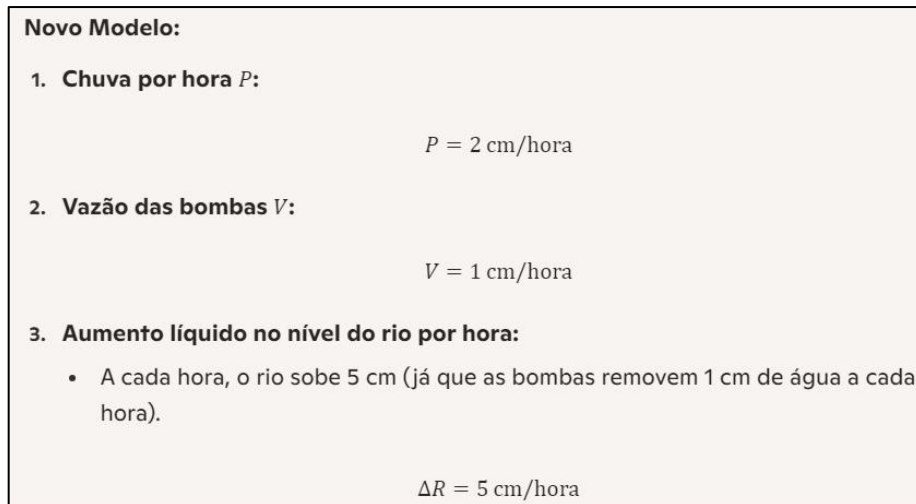 Novo Modelo:
1. Chuva por hora P:
P = 2 cm/hora
2. Vazão das bombas V:
V = 1 cm/hora
3. Aumento líquido no nível do rio por hora:
• A cada hora, o rio sobe 5 cm (já que as bombas removem 1 cm de água a cada
hora).
ΔR = 5 cm/hora